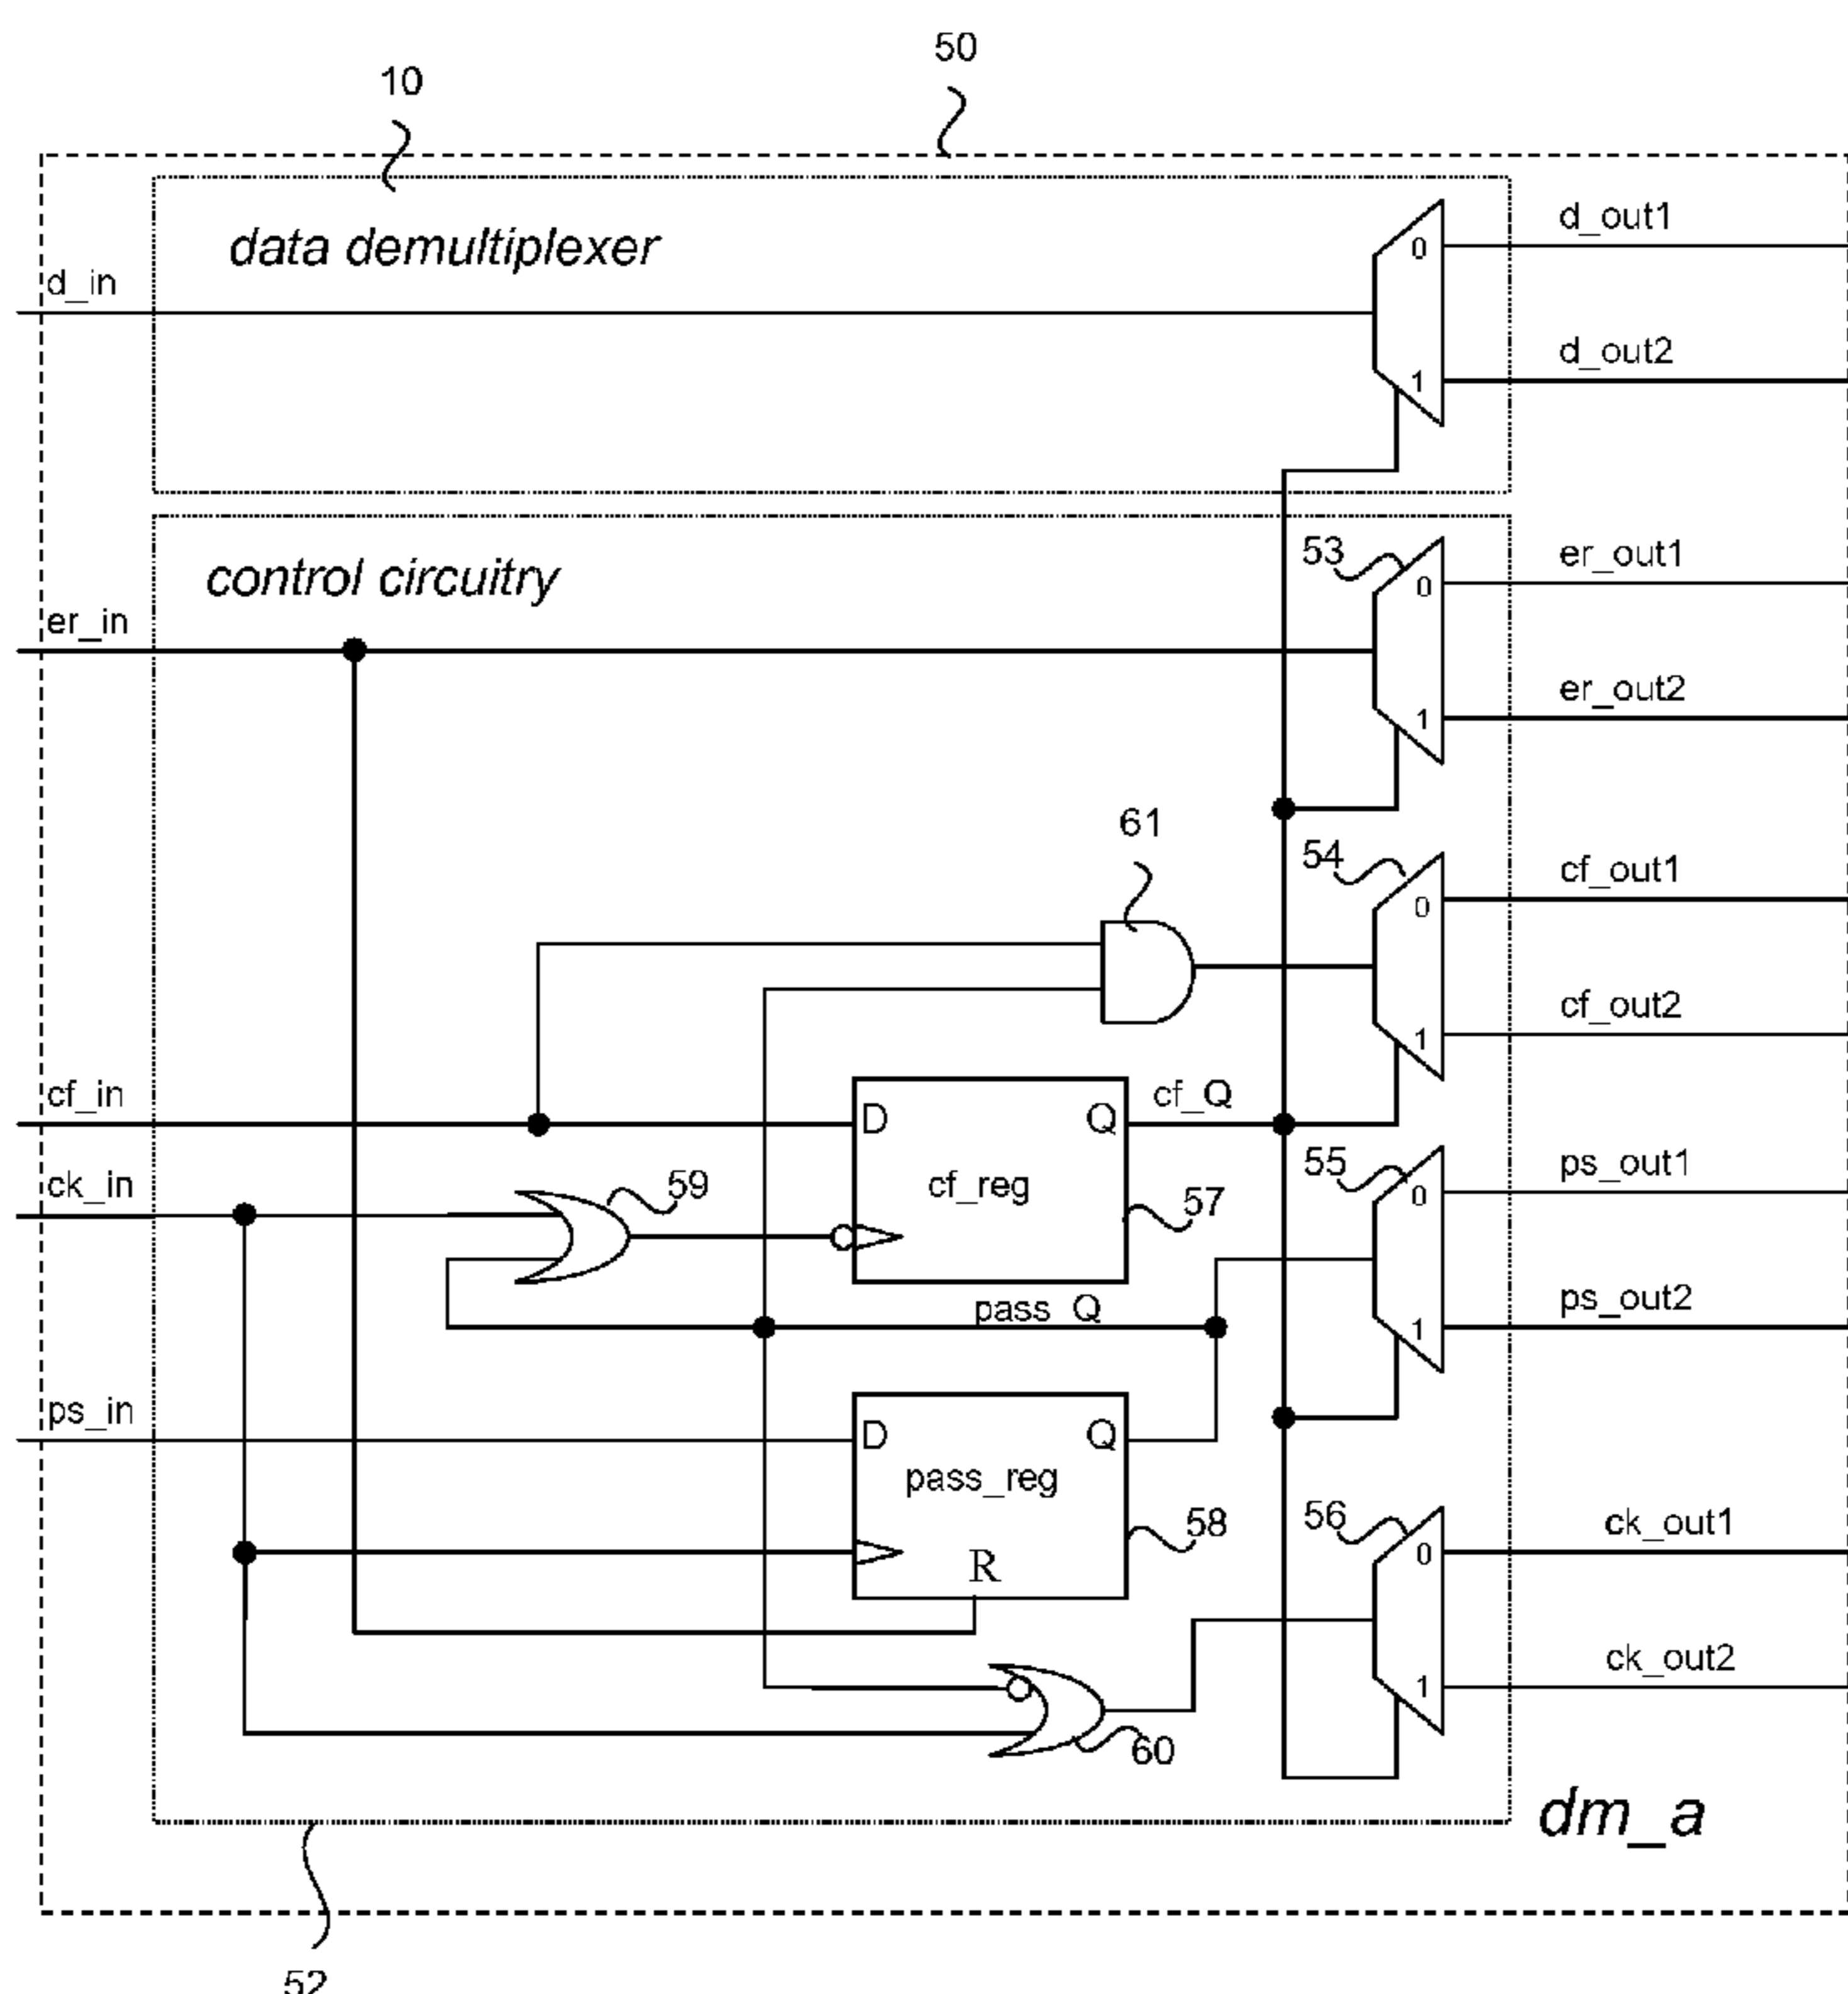 50
10
data demultiplexer
d_in
0
d_out1
1
d_out2
control circuitry
53
0
er_out1
er_in
1
er_out2
61
54
0
cf_out1
1
cf_out2
cf_in
D
Q
cf_Q
cf_reg
57
ck_in
59
55
0
ps_out1
pass_Q
1
ps_out2
ps_in
D
Q
pass_reg
R
58
56
0
ck_out1
1
ck_out2
60
dm_a
52